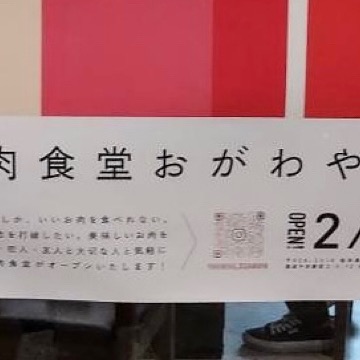 肉食堂おがわや
しか、いいお肉を食べれない。
を打破したい。美味しいお肉を
恋人・友人と大切な人と気軽に
肉食堂がオープンいたします！
OPEN!
2/